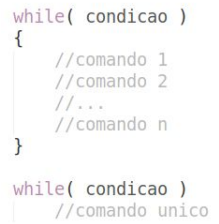 while( condicao )
{
//comando 1
//comando 2
//...
//comando n
}
while( condicao )
//comando unico